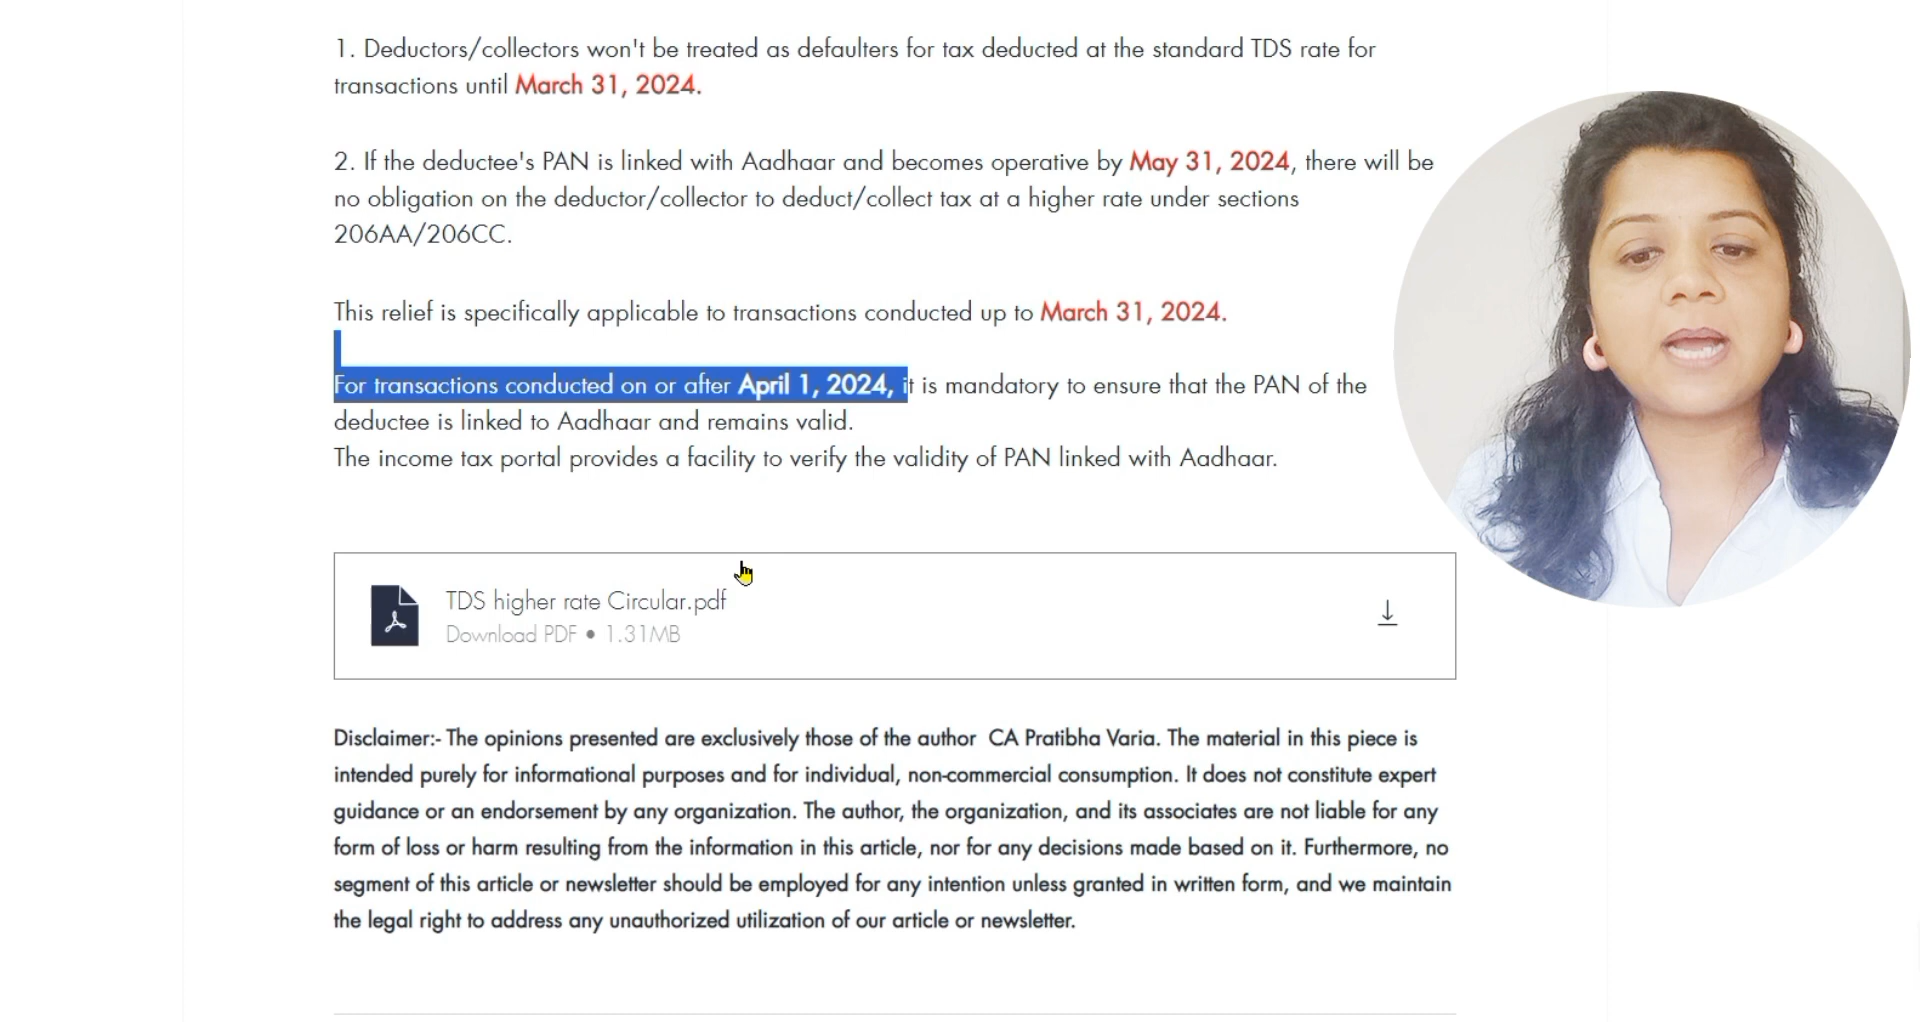 1. Deductors/collectors won't be treated as defaulters for tax deducted at the standard TDS rate for
transactions until March 31, 2024.
2. If the deductee's PAN is linked with Aadhaar and becomes operative by May 31, 2024, there will be
no obligation on the deductor/collector to deduct/collect tax at a higher rate under sections
206AA/206CC.
This relief is specifically applicable to transactions conducted up to March 31, 2024.
For transactions conducted on or after April 1, 2024, it is mandatory to ensure that the PAN of the
deductee is linked to Aadhaar and remains valid.
The income tax portal provides a facility to verify the validity of PAN linked with Aadhaar.
TDS higher rate Circular.pdf
Download PDF • 1.31MB
Disclaimer:- The opinions presented are exclusively those of the author  CA Pratibha Varia. The material in this piece is
intended purely for informational purposes and for individual, non-commercial consumption. It does not constitute expert
guidance or an endorsement by any organization. The author, the organization, and its associates are not liable for any
form of loss or harm resulting from the information in this article, nor for any decisions made based on it. Furthermore, no
segment of this article or newsletter should be employed for any intention unless granted in written form, and we maintain
the legal right to address any unauthorized utilization of our article or newsletter.